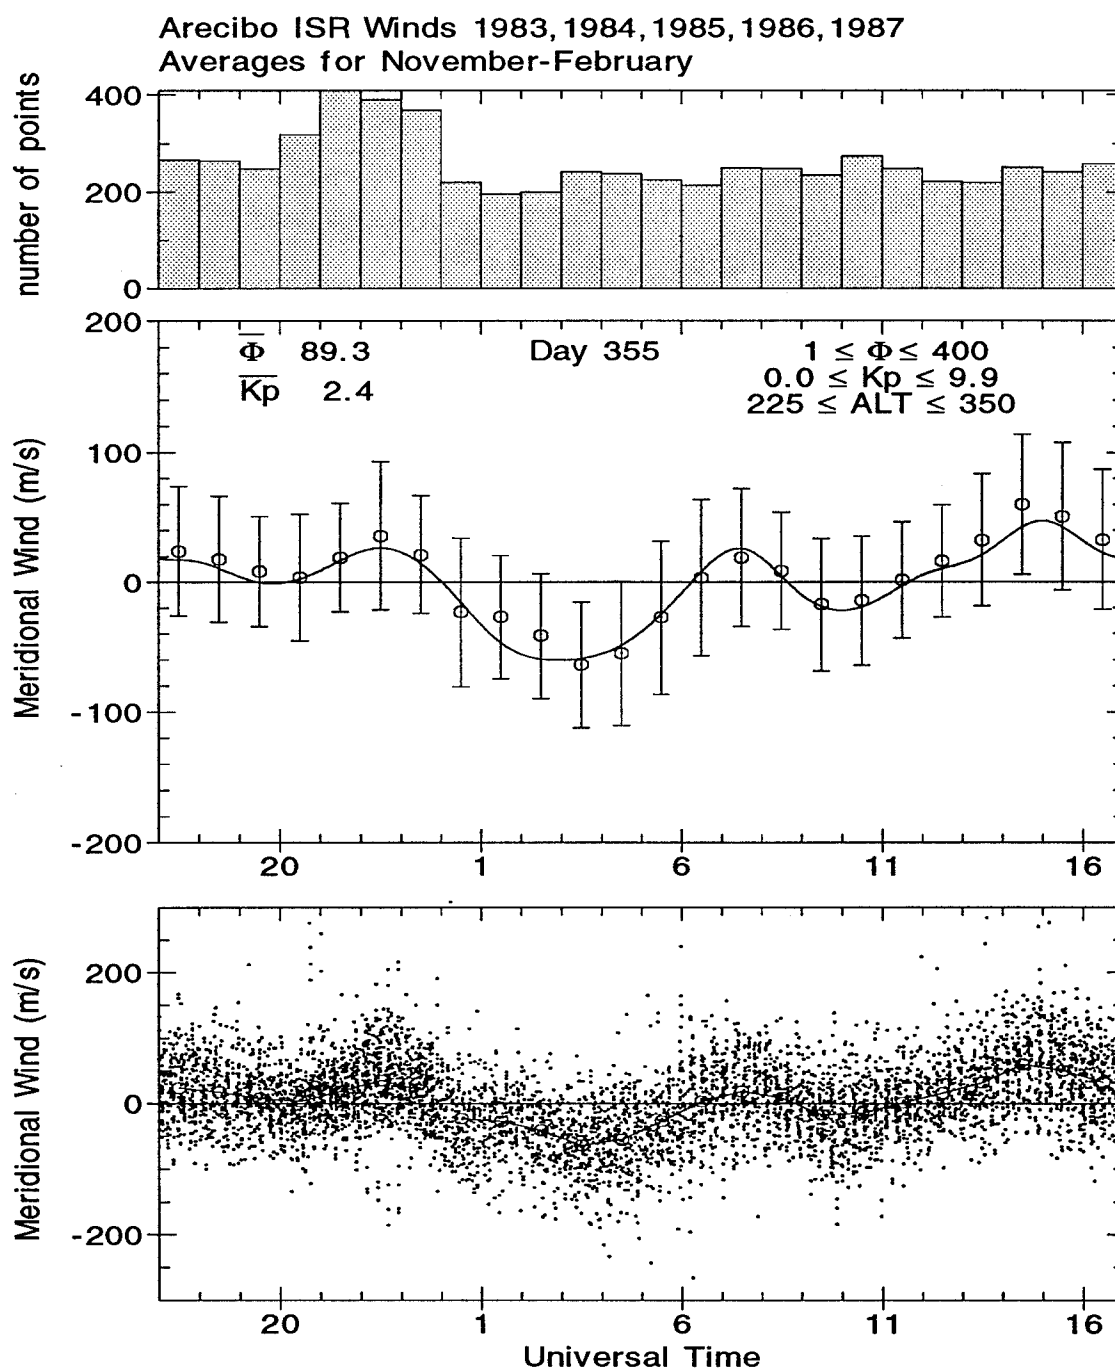 Arecibo ISR Winds 1983,1984,1985,1986,1987
Averages for November-February
number of points
400
200
0
Meridional Wind (m/s)
200
100
0
-100
-200
Φ̅ 89.3
K̅p̅ 2.4
Day 355
1 ≤ Φ ≤ 400
0.0 ≤ Kp ≤ 9.9
225 ≤ ALT ≤ 350
20 1 6 11 16
Meridional Wind (m/s)
200
0
-200
20 1 6 11 16
Universal Time